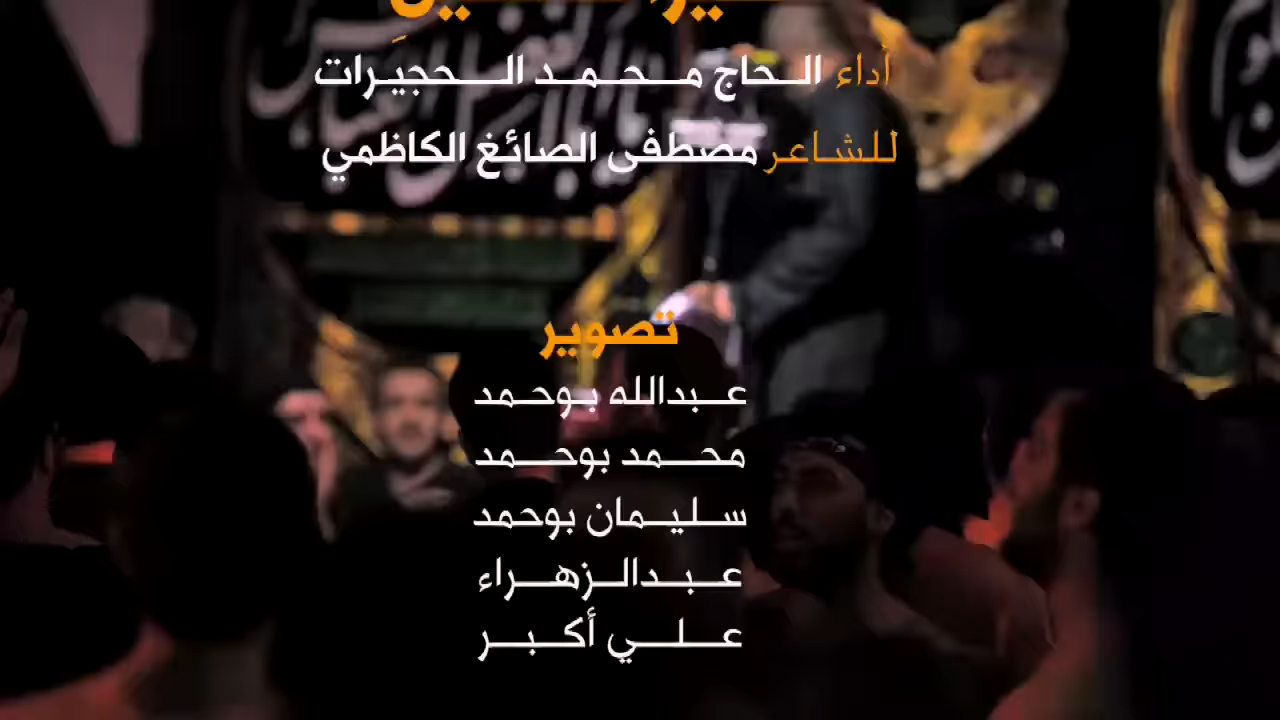 أداء الحاج محمد الحجيرات
للشاعر مصطفى الصائغ الكاظمي
تصوير
عبدالله بوحمد
محمد بوحمد
سليمان بوحمد
عبدالزهراء
علي أكبر